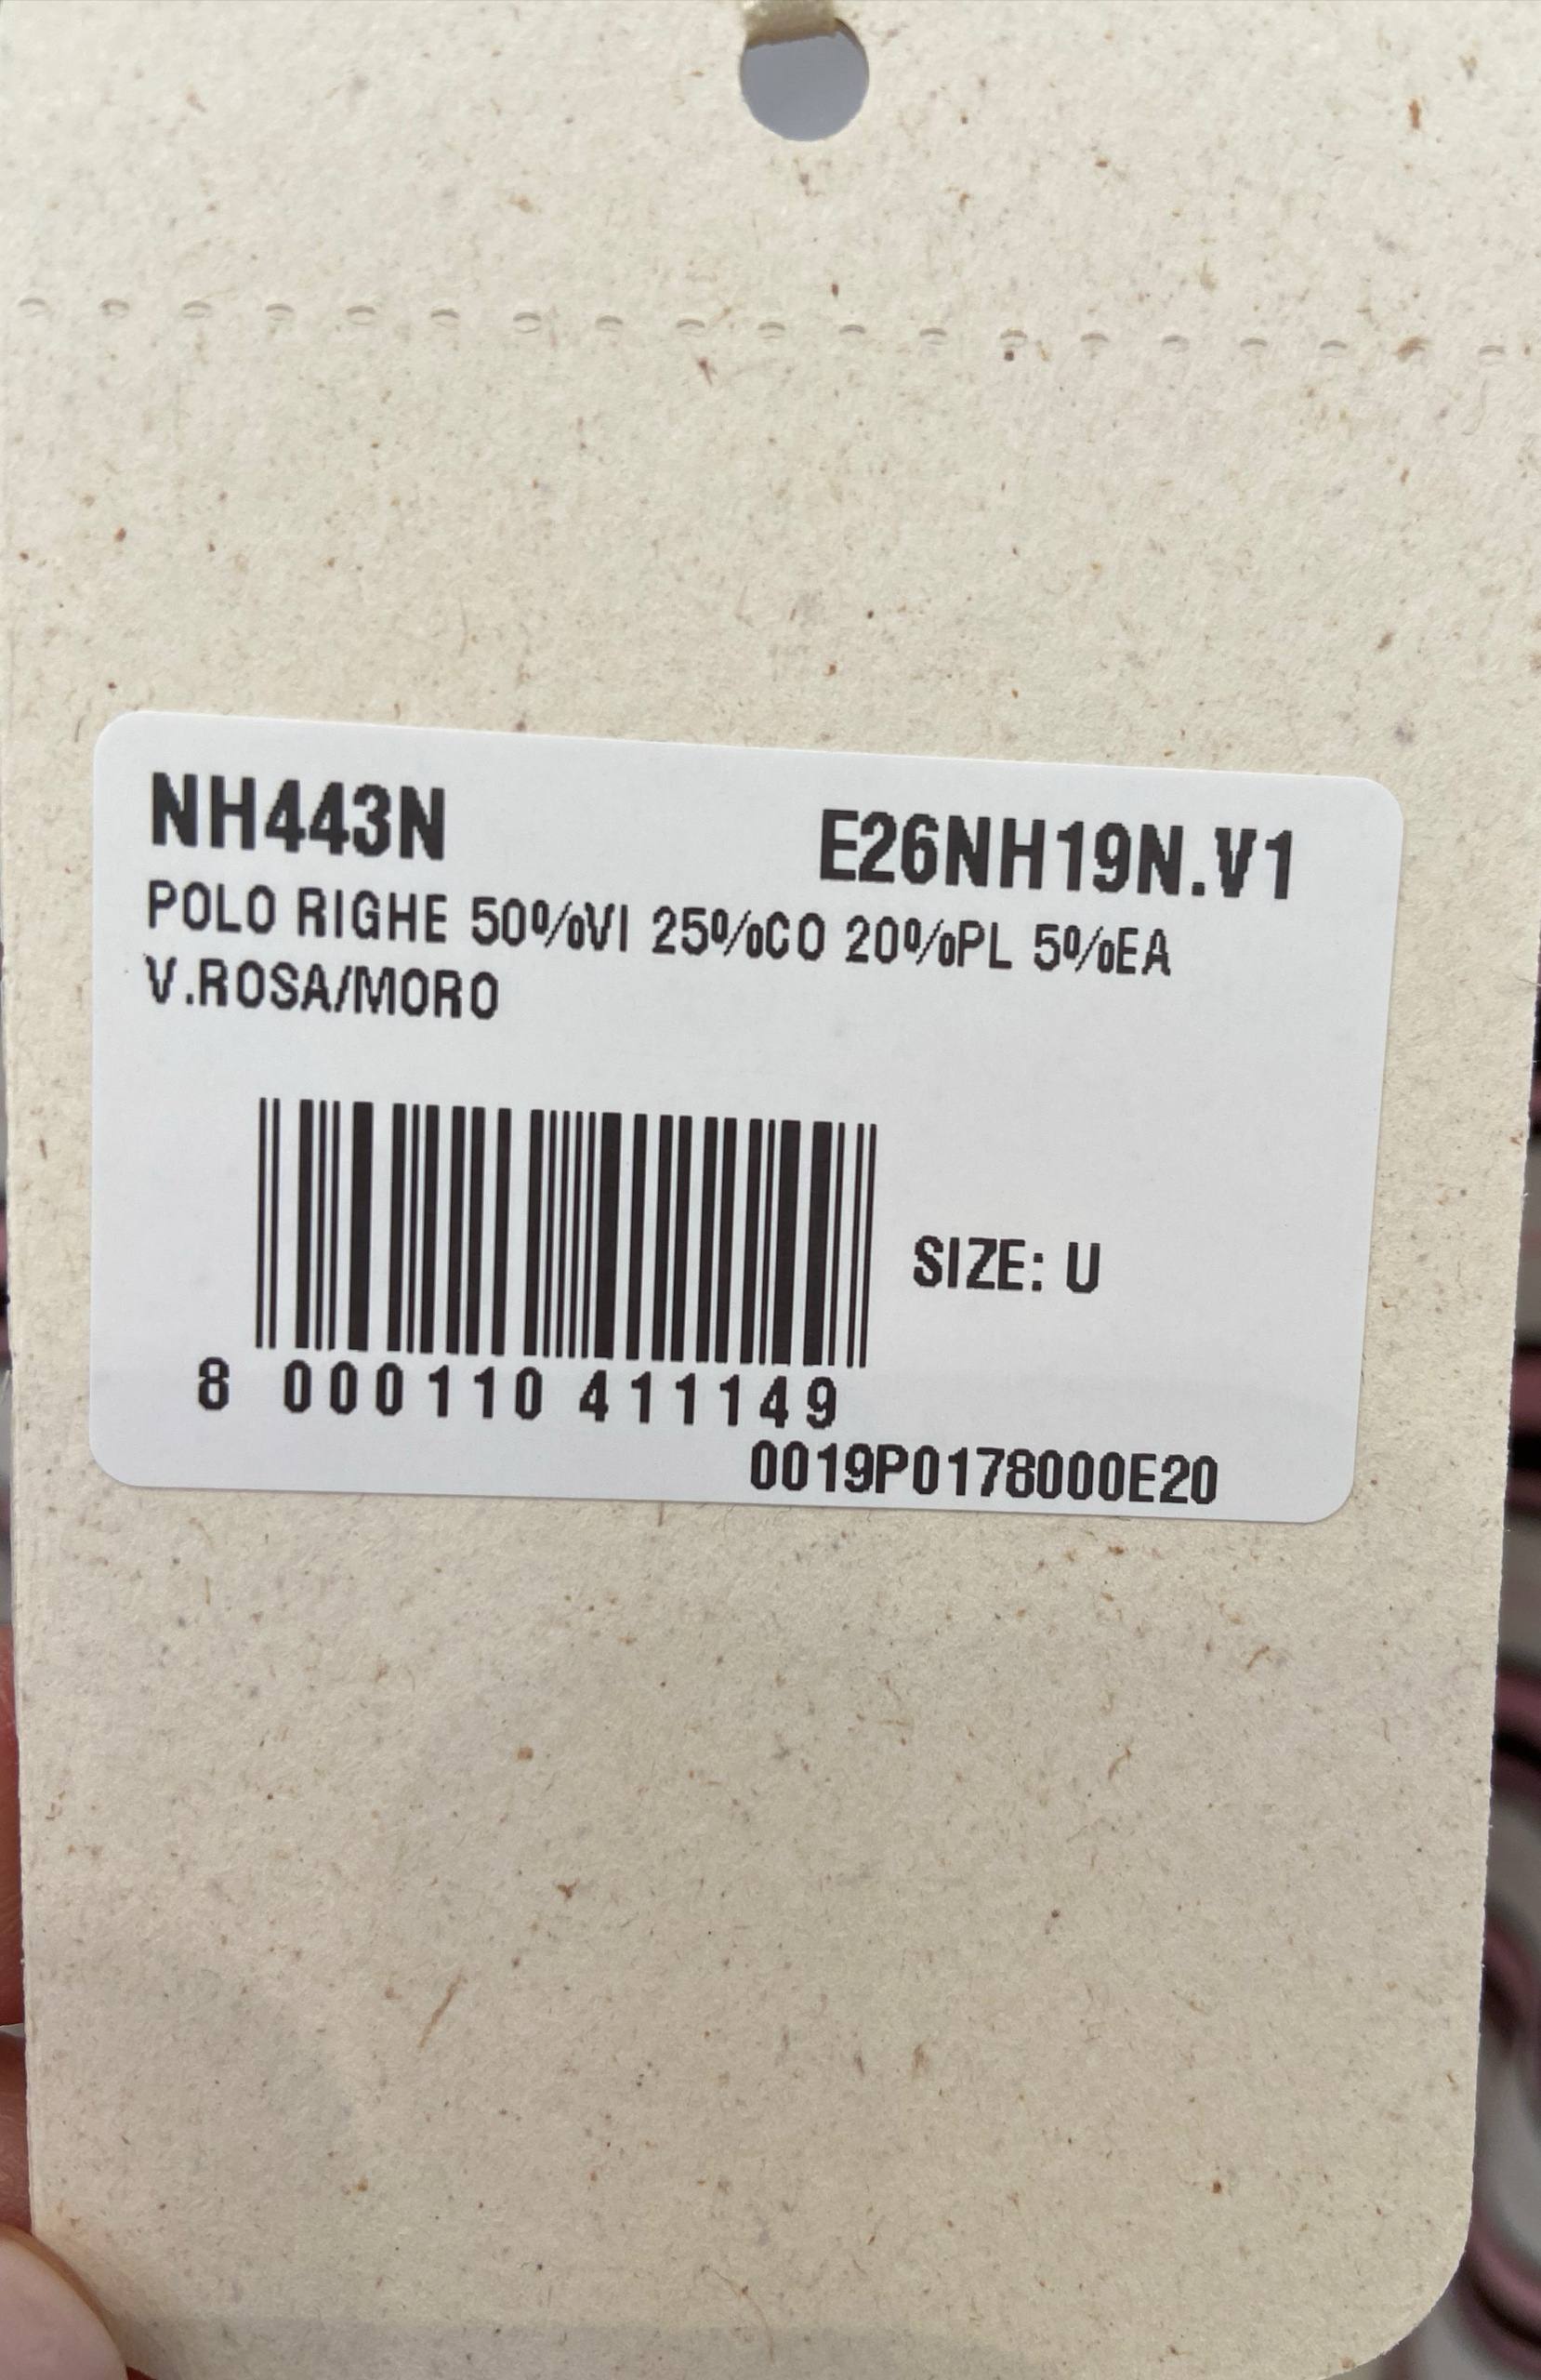 NH443N E26NH19N.V1
POLO RIGHE 50%VI 25%CO 20%PL 5%EA
V.ROSA/MORO
SIZE: U
8 000110 411149
0019P0178000E20